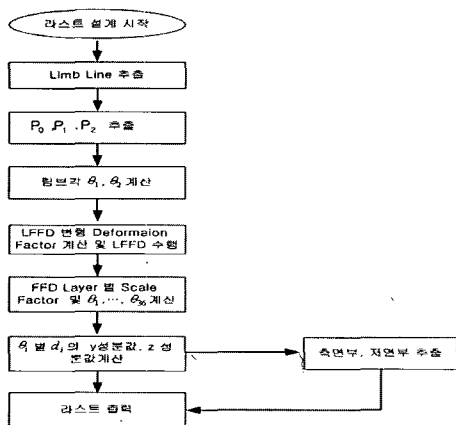 라스트 설계 시작
Limb Line 추출
P₀ ,P₁ , P₂ 추출
림브각 θ₁, θ₂ 계산
LFFD 변형 Deformaion
Factor 계산 및 LFFD 수행
FFD Layer 별 Scale
Factor 및 θ₁,⋯, θ₃₆ 계산
θᵢ 별 dᵢ 의 y성분값, z 성
분값계산
측면부, 저면부 추출
라스트 출력